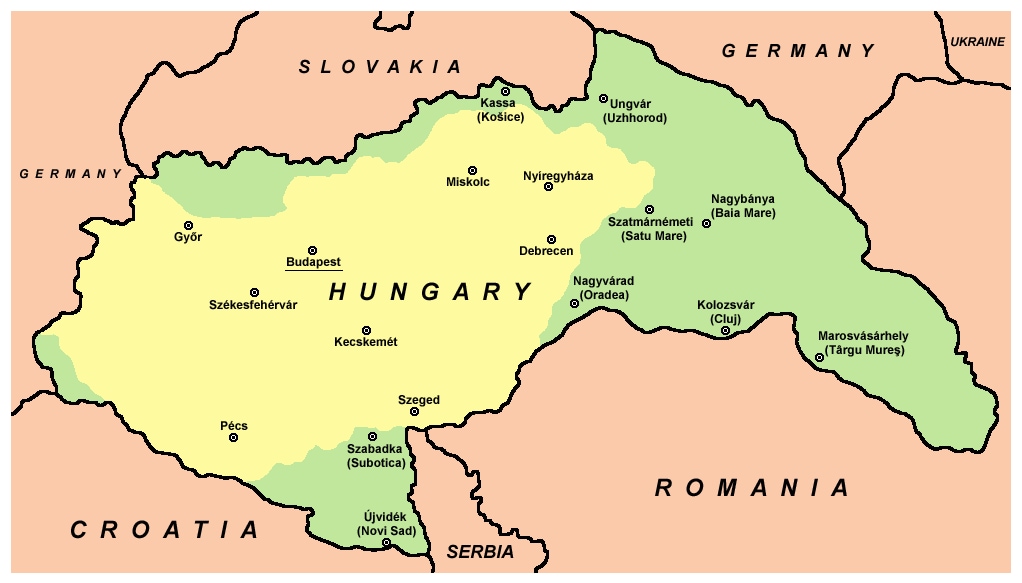 UKRAINE
GERMANY
SLOVAKIA
Kassa
(Košice)
Ungvár
(Uzhhorod)
GERMANY
Miskolc
Nyíregyháza
Nagybánya
(Baia Mare)
Szatmárnémeti
(Satu Mare)
Győr
Debrecen
Budapest
Nagyvárad
(Oradea)
HUNGARY
Székesfehérvár
Kolozsvár
(Cluj)
Kecskemét
Marosvásárhely
(Târgu Mureş)
Szeged
Pécs
Szabadka
(Subotica)
ROMANIA
Újvidék
(Novi Sad)
CROATIA
SERBIA